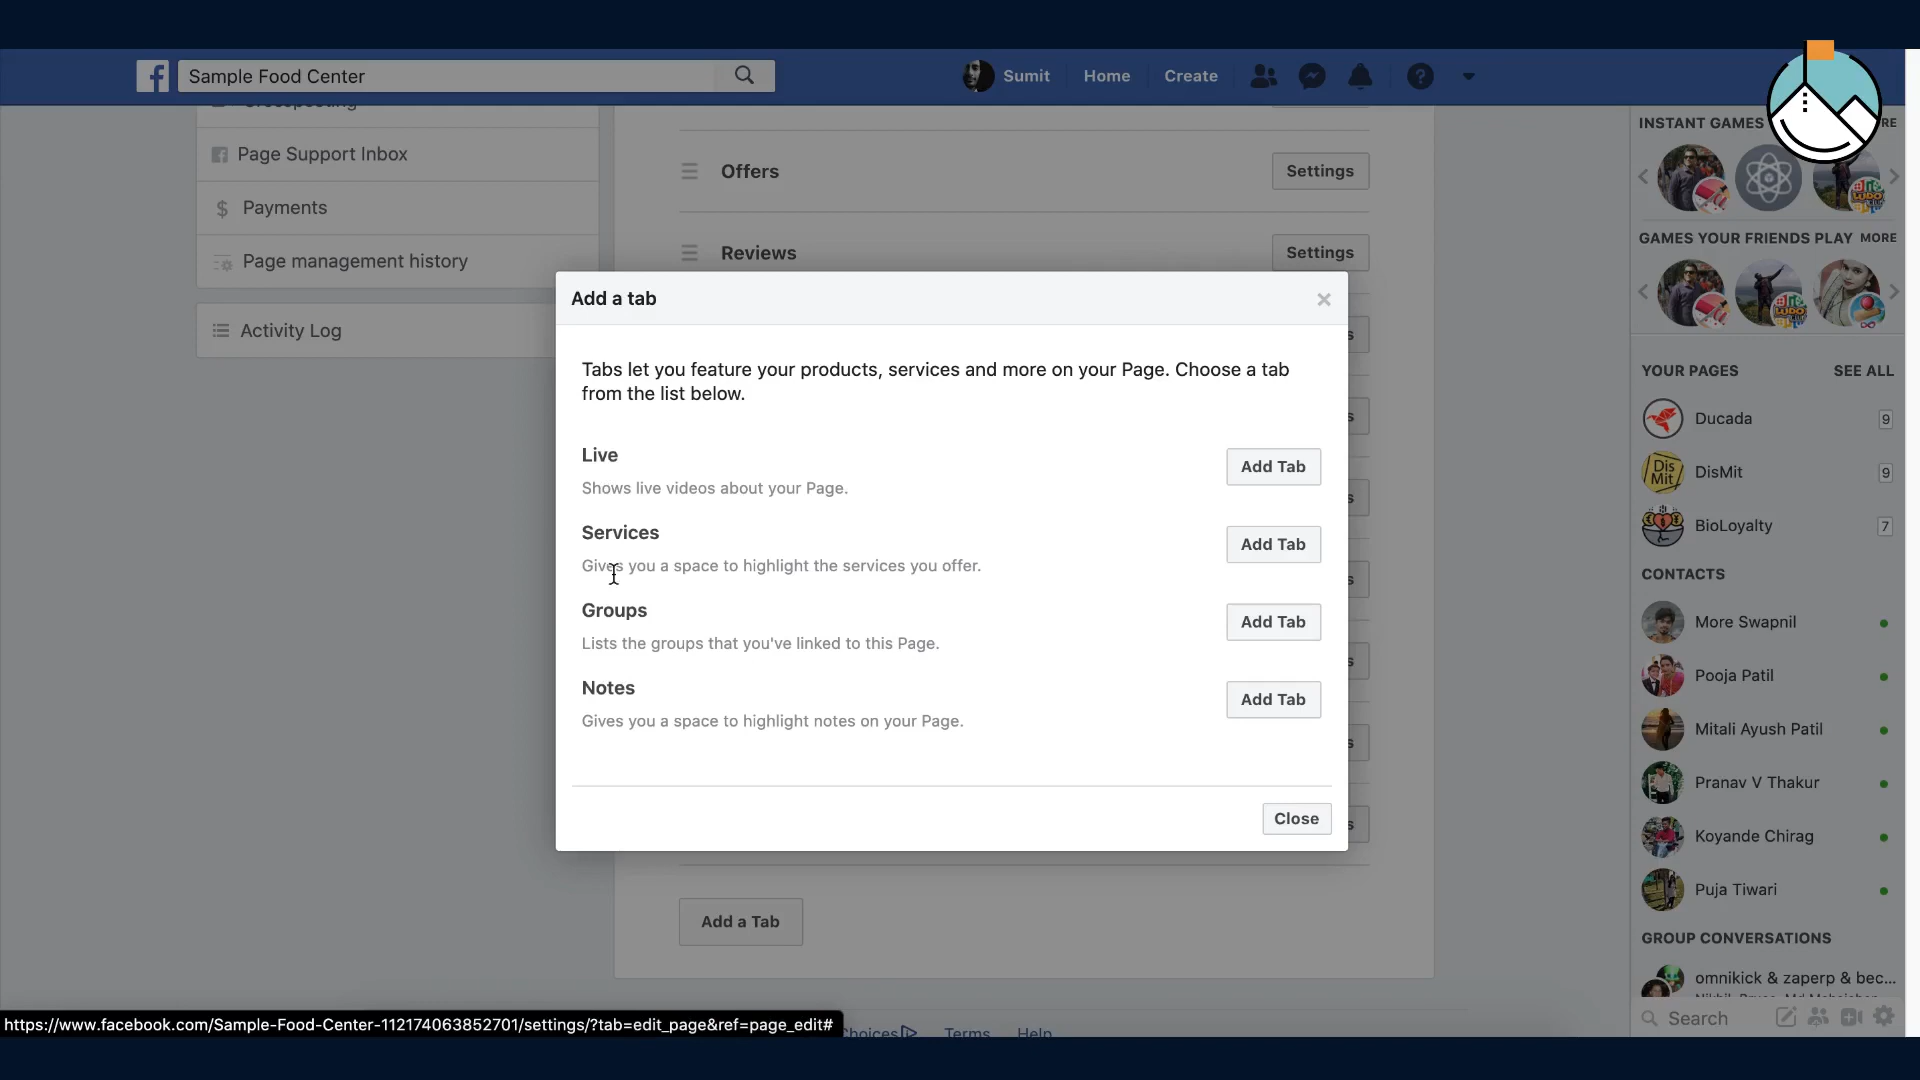 Sample Food Center
Sumit
Home
Create
Page Support Inbox
Payments
Page management history
Activity Log
Offers
Settings
Reviews
Settings
Add a tab
Tabs let you feature your products, services and more on your Page. Choose a tab
from the list below.
Live
Shows live videos about your Page.
Add Tab
Services
Gives you a space to highlight the services you offer.
Add Tab
Groups
Lists the groups that you've linked to this Page.
Add Tab
Notes
Gives you a space to highlight notes on your Page.
Add Tab
Close
Add a Tab
INSTANT GAMES
GAMES YOUR FRIENDS PLAY MORE
YOUR PAGES SEE ALL
Ducada 9
Dis
Mit
DisMit 9
BioLoyalty 7
CONTACTS
More Swapnil
Pooja Patil
Mitali Ayush Patil
Pranav V Thakur
Koyande Chirag
Puja Tiwari
GROUP CONVERSATIONS
omnikick & zaperp & bec...
Search
https://www.facebook.com/Sample-Food-Center-112174063852701/settings/?tab=edit_page&ref=page_edit#
Terms
Help